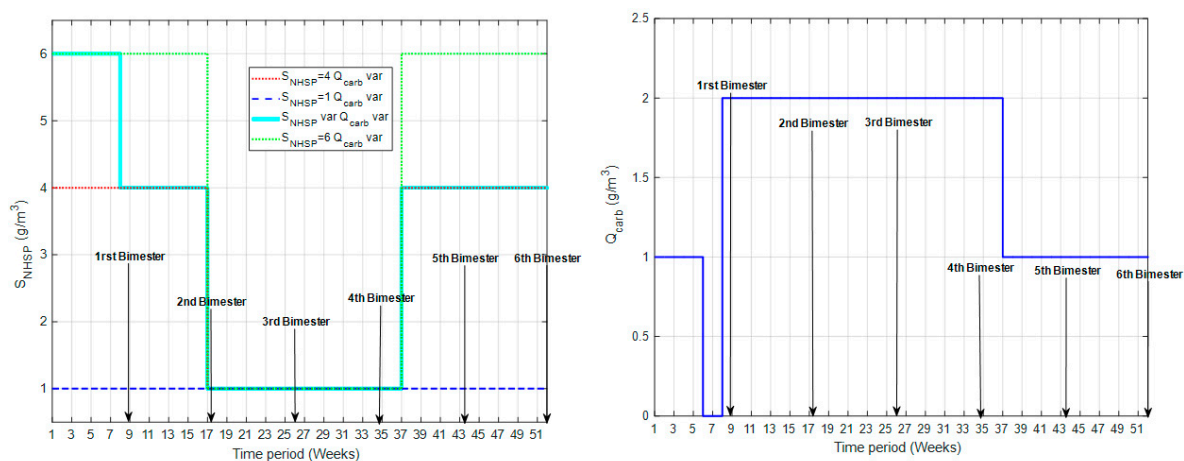 6
5
4
3
2
1
S_NHSP (g/m³)
S_NHSP=4 Q_carb var
S_NHSP=1 Q_carb var
S_NHSP var Q_carb var
S_NHSP=6 Q_carb var
1rst Bimester
2nd Bimester
3rd Bimester
4th Bimester
5th Bimester
6th Bimester
1 3 5 7 9 11 13 15 17 19 21 23 25 27 29 31 33 35 37 39 41 43 45 47 49 51
Time period (Weeks)
2.5
2
1.5
1
0.5
0
Q_carb (g/m³)
1rst Bimester
2nd Bimester
3rd Bimester
4th Bimester
5th Bimester
6th Bimester
1 3 5 7 9 11 13 15 17 19 21 23 25 27 29 31 33 35 37 39 41 43 45 47 49 51
Time period (Weeks)